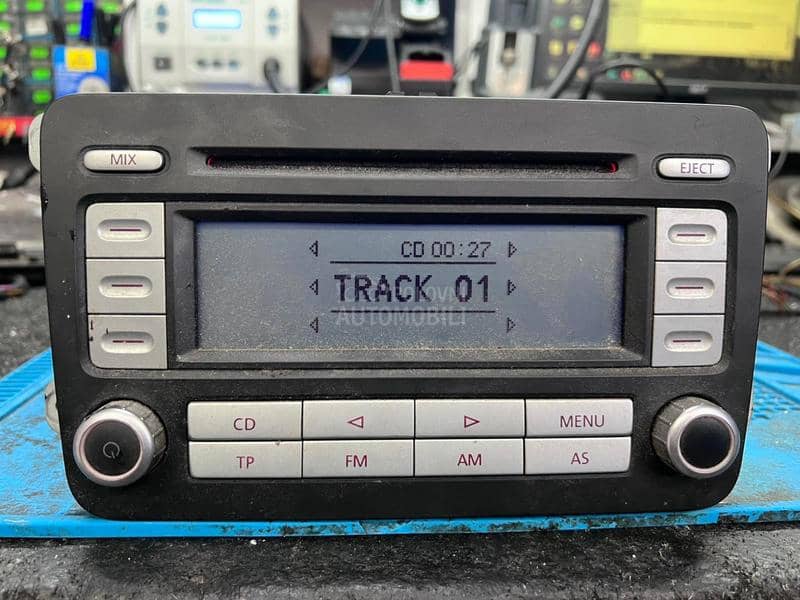 MIX
EJECT
CD 00:27
TRACK 01
AUTOMOBILI
CD
MENU
TP
FM
AM
AS